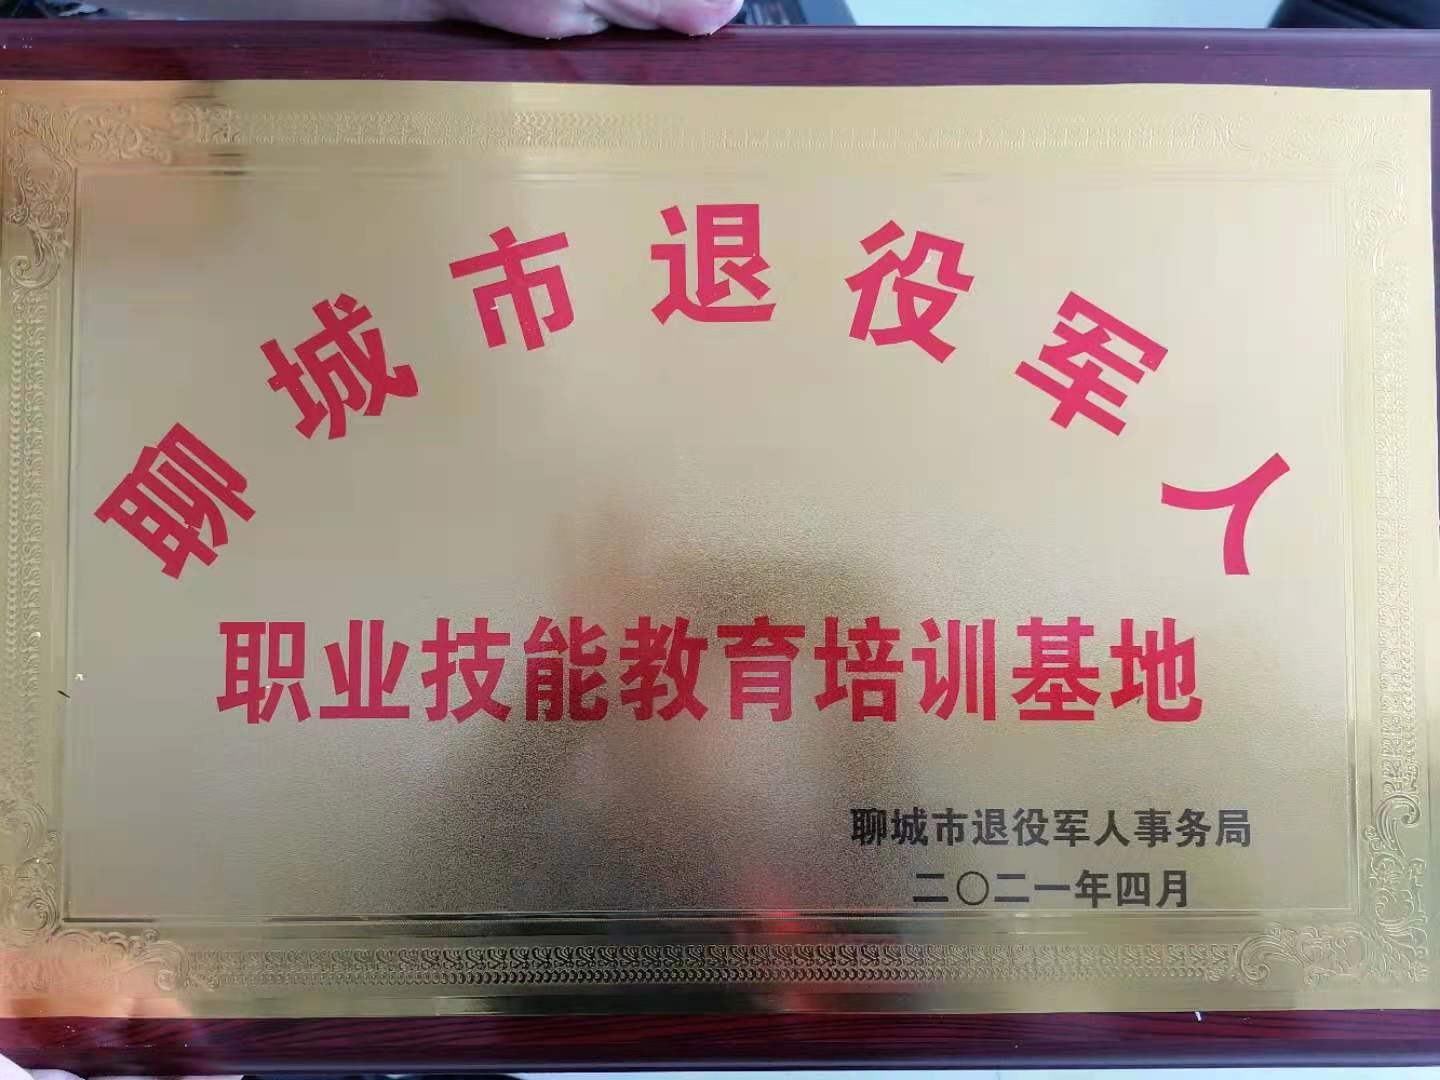 聊城市退役军人
职业技能教育培训基地
聊城市退役军人事务局
二〇二一年四月